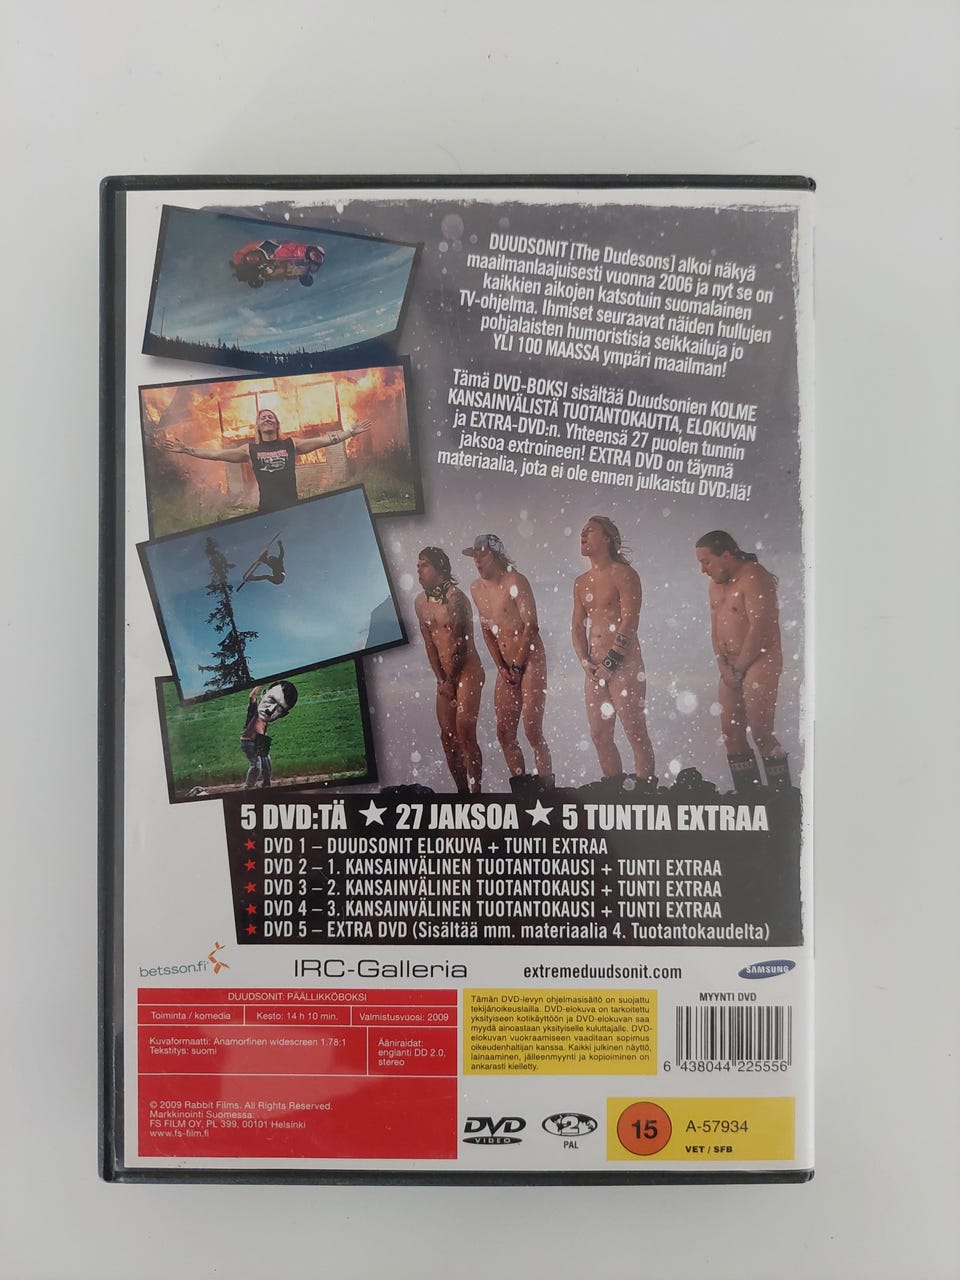 DUUDSONIT [The Dudesons] alkoi näkyä
maailmanlaajuisesti vuonna 2006 ja nyt se on
kaikkien aikojen katsotuin suomalainen
TV-ohjelma. Ihmiset seuraavat näiden hullujen
pohjalaisten humoristisia seikkailuja jo
YLI 100 MAASSA ympäri maailman!
Tämä DVD-BOKSI sisältää Duudsonien KOLME
KANSAINVÄLISTÄ TUOTANTOKAUTTA, ELOKUVAN
ja EXTRA-DVD:n. Yhteensä 27 puolen tunnin
jaksoa extroineen! EXTRA DVD on täynnä
materiaalia, jota ei ole ennen julkaistu DVD:llä!
5 DVD:TÄ ★ 27 JAKSOA ★ 5 TUNTIA EXTRAA
★ DVD 1 – DUUDSONIT ELOKUVA + TUNTI EXTRAA
★ DVD 2 – 1. KANSAINVÄLINEN TUOTANTOKAUSI + TUNTI EXTRAA
★ DVD 3 – 2. KANSAINVÄLINEN TUOTANTOKAUSI + TUNTI EXTRAA
★ DVD 4 – 3. KANSAINVÄLINEN TUOTANTOKAUSI + TUNTI EXTRAA
★ DVD 5 – EXTRA DVD (Sisältää mm. materiaalia 4. Tuotantokaudelta)
betsson.fi IRC-Galleria extremeduudsonit.com SAMSUNG
DUUDSONIT: PÄÄLLIKKÖBOKSI
Toiminta / komedia Kesto: 14 h 10 min. Valmistusvuosi: 2009
Kuvaformaatti: Anamorfinen widescreen 1.78:1
Tekstitys: suomi
Ääniraidat:
englanti DD 2.0,
stereo
© 2009 Rabbit Films. All Rights Reserved.
Markkinointi Suomessa:
FS FILM OY, PL 399, 00101 Helsinki
www.fs-film.fi
Tämän DVD-levyn ohjelmasisältö on suojattu
tekijänoikeuslailla. DVD-elokuva on tarkoitettu
yksityiseen kotikäyttöön ja DVD-elokuvan saa
myydä ainoastaan yksityiselle kuluttajalle. DVD-
elokuvan vuokraamiseen vaaditaan sopimus
oikeudenhaltijan kanssa. Kaikki julkinen näyttö,
lainaaminen, jälleenmyynti ja kopioiminen on
ankarasti kielletty.
MYYNTI DVD
6 438044 225556
DVD
VIDEO
2
PAL
15
A-57934
VET / SFB